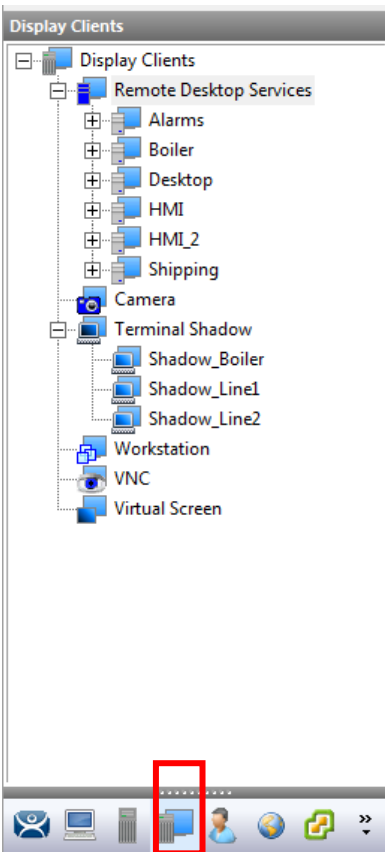 Display Clients
Display Clients
Remote Desktop Services
Alarms
Boiler
Desktop
HMI
HMI_2
Shipping
Camera
Terminal Shadow
Shadow_Boiler
Shadow_Line1
Shadow_Line2
Workstation
VNC
Virtual Screen